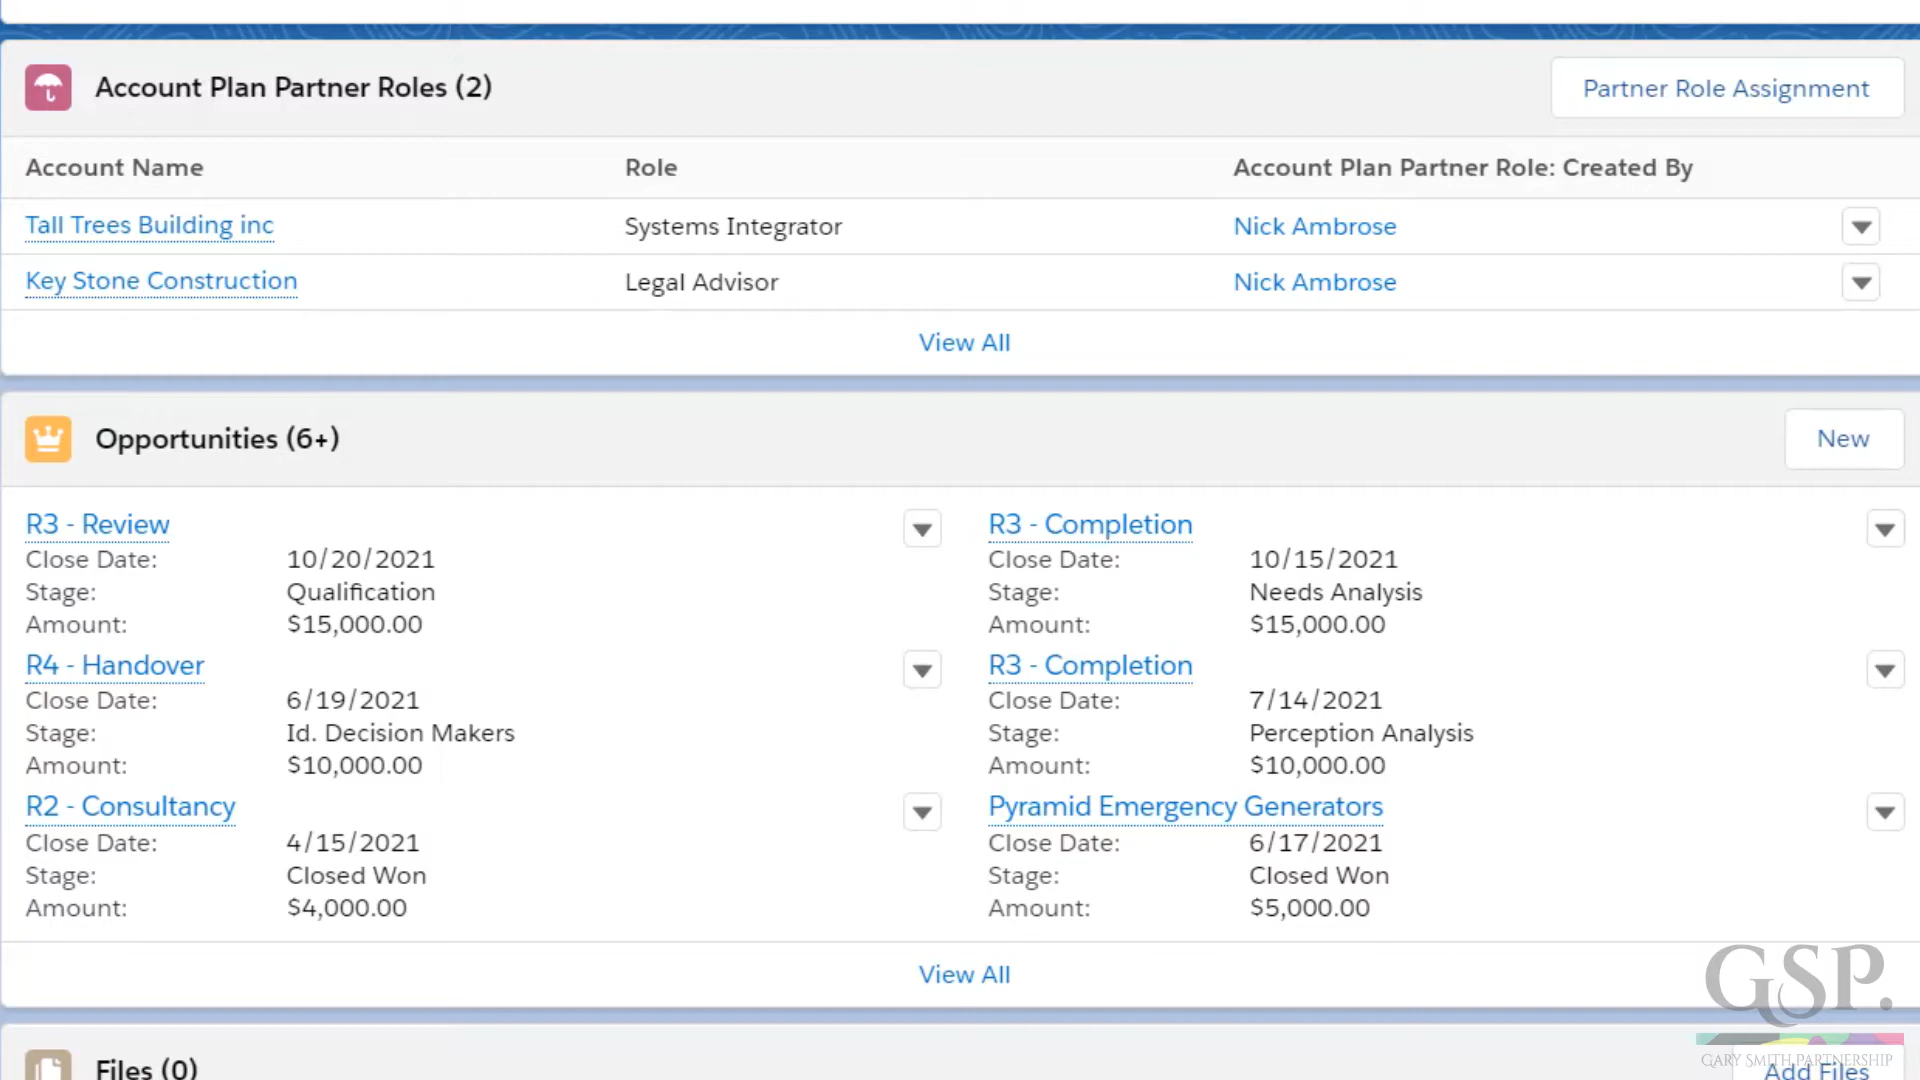 Account Plan Partner Roles (2)
Partner Role Assignment
Account Name Role Account Plan Partner Role: Created By
Tall Trees Building inc Systems Integrator Nick Ambrose
Key Stone Construction Legal Advisor Nick Ambrose
View All
Opportunities (6+)
New
R3 - Review
Close Date: 10/20/2021
Stage: Qualification
Amount: $15,000.00
R3 - Completion
Close Date: 10/15/2021
Stage: Needs Analysis
Amount: $15,000.00
R4 - Handover
Close Date: 6/19/2021
Stage: Id. Decision Makers
Amount: $10,000.00
R3 - Completion
Close Date: 7/14/2021
Stage: Perception Analysis
Amount: $10,000.00
R2 - Consultancy
Close Date: 4/15/2021
Stage: Closed Won
Amount: $4,000.00
Pyramid Emergency Generators
Close Date: 6/17/2021
Stage: Closed Won
Amount: $5,000.00
View All
GSP.
GARY SMITH PARTNERSHIP
Files (0)
Add Files